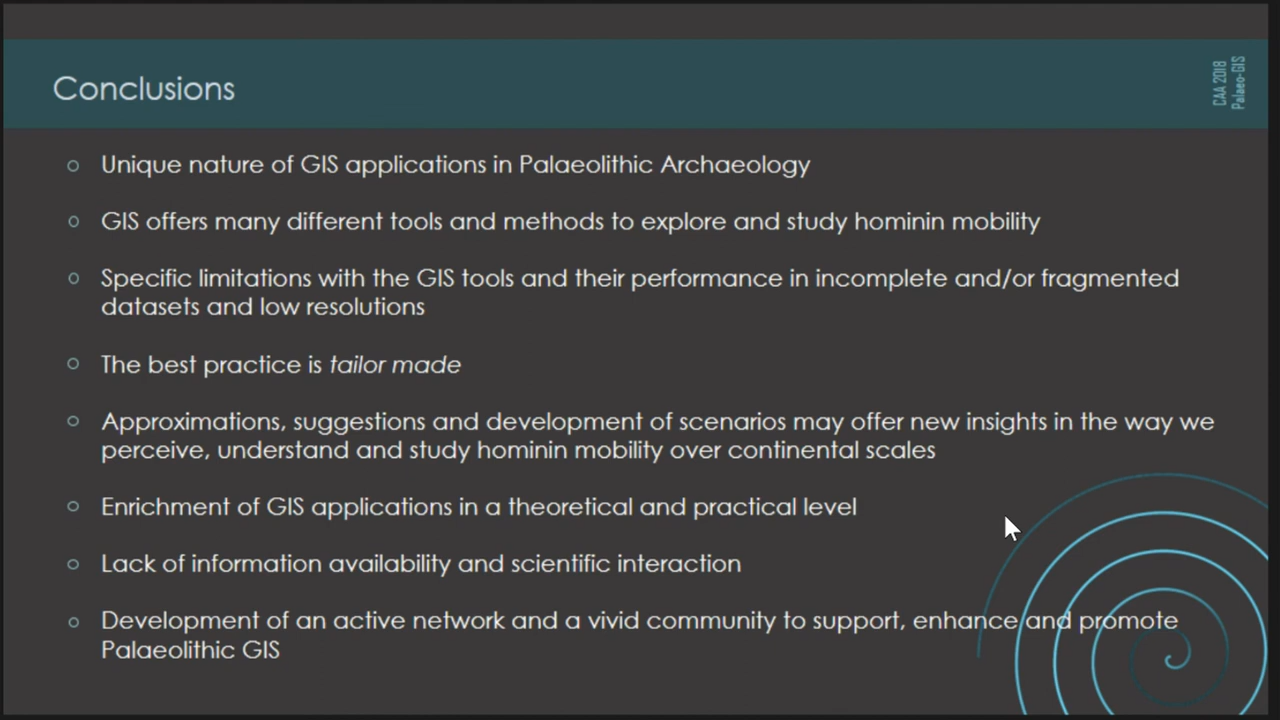 Conclusions
CAA 2018
Palaeo-GIS
Unique nature of GIS applications in Palaeolithic Archaeology
GIS offers many different tools and methods to explore and study hominin mobility
Specific limitations with the GIS tools and their performance in incomplete and/or fragmented
datasets and low resolutions
The best practice is tailor made
Approximations, suggestions and development of scenarios may offer new insights in the way we
perceive, understand and study hominin mobility over continental scales
Enrichment of GIS applications in a theoretical and practical level
Lack of information availability and scientific interaction
Development of an active network and a vivid community to support, enhance and promote
Palaeolithic GIS